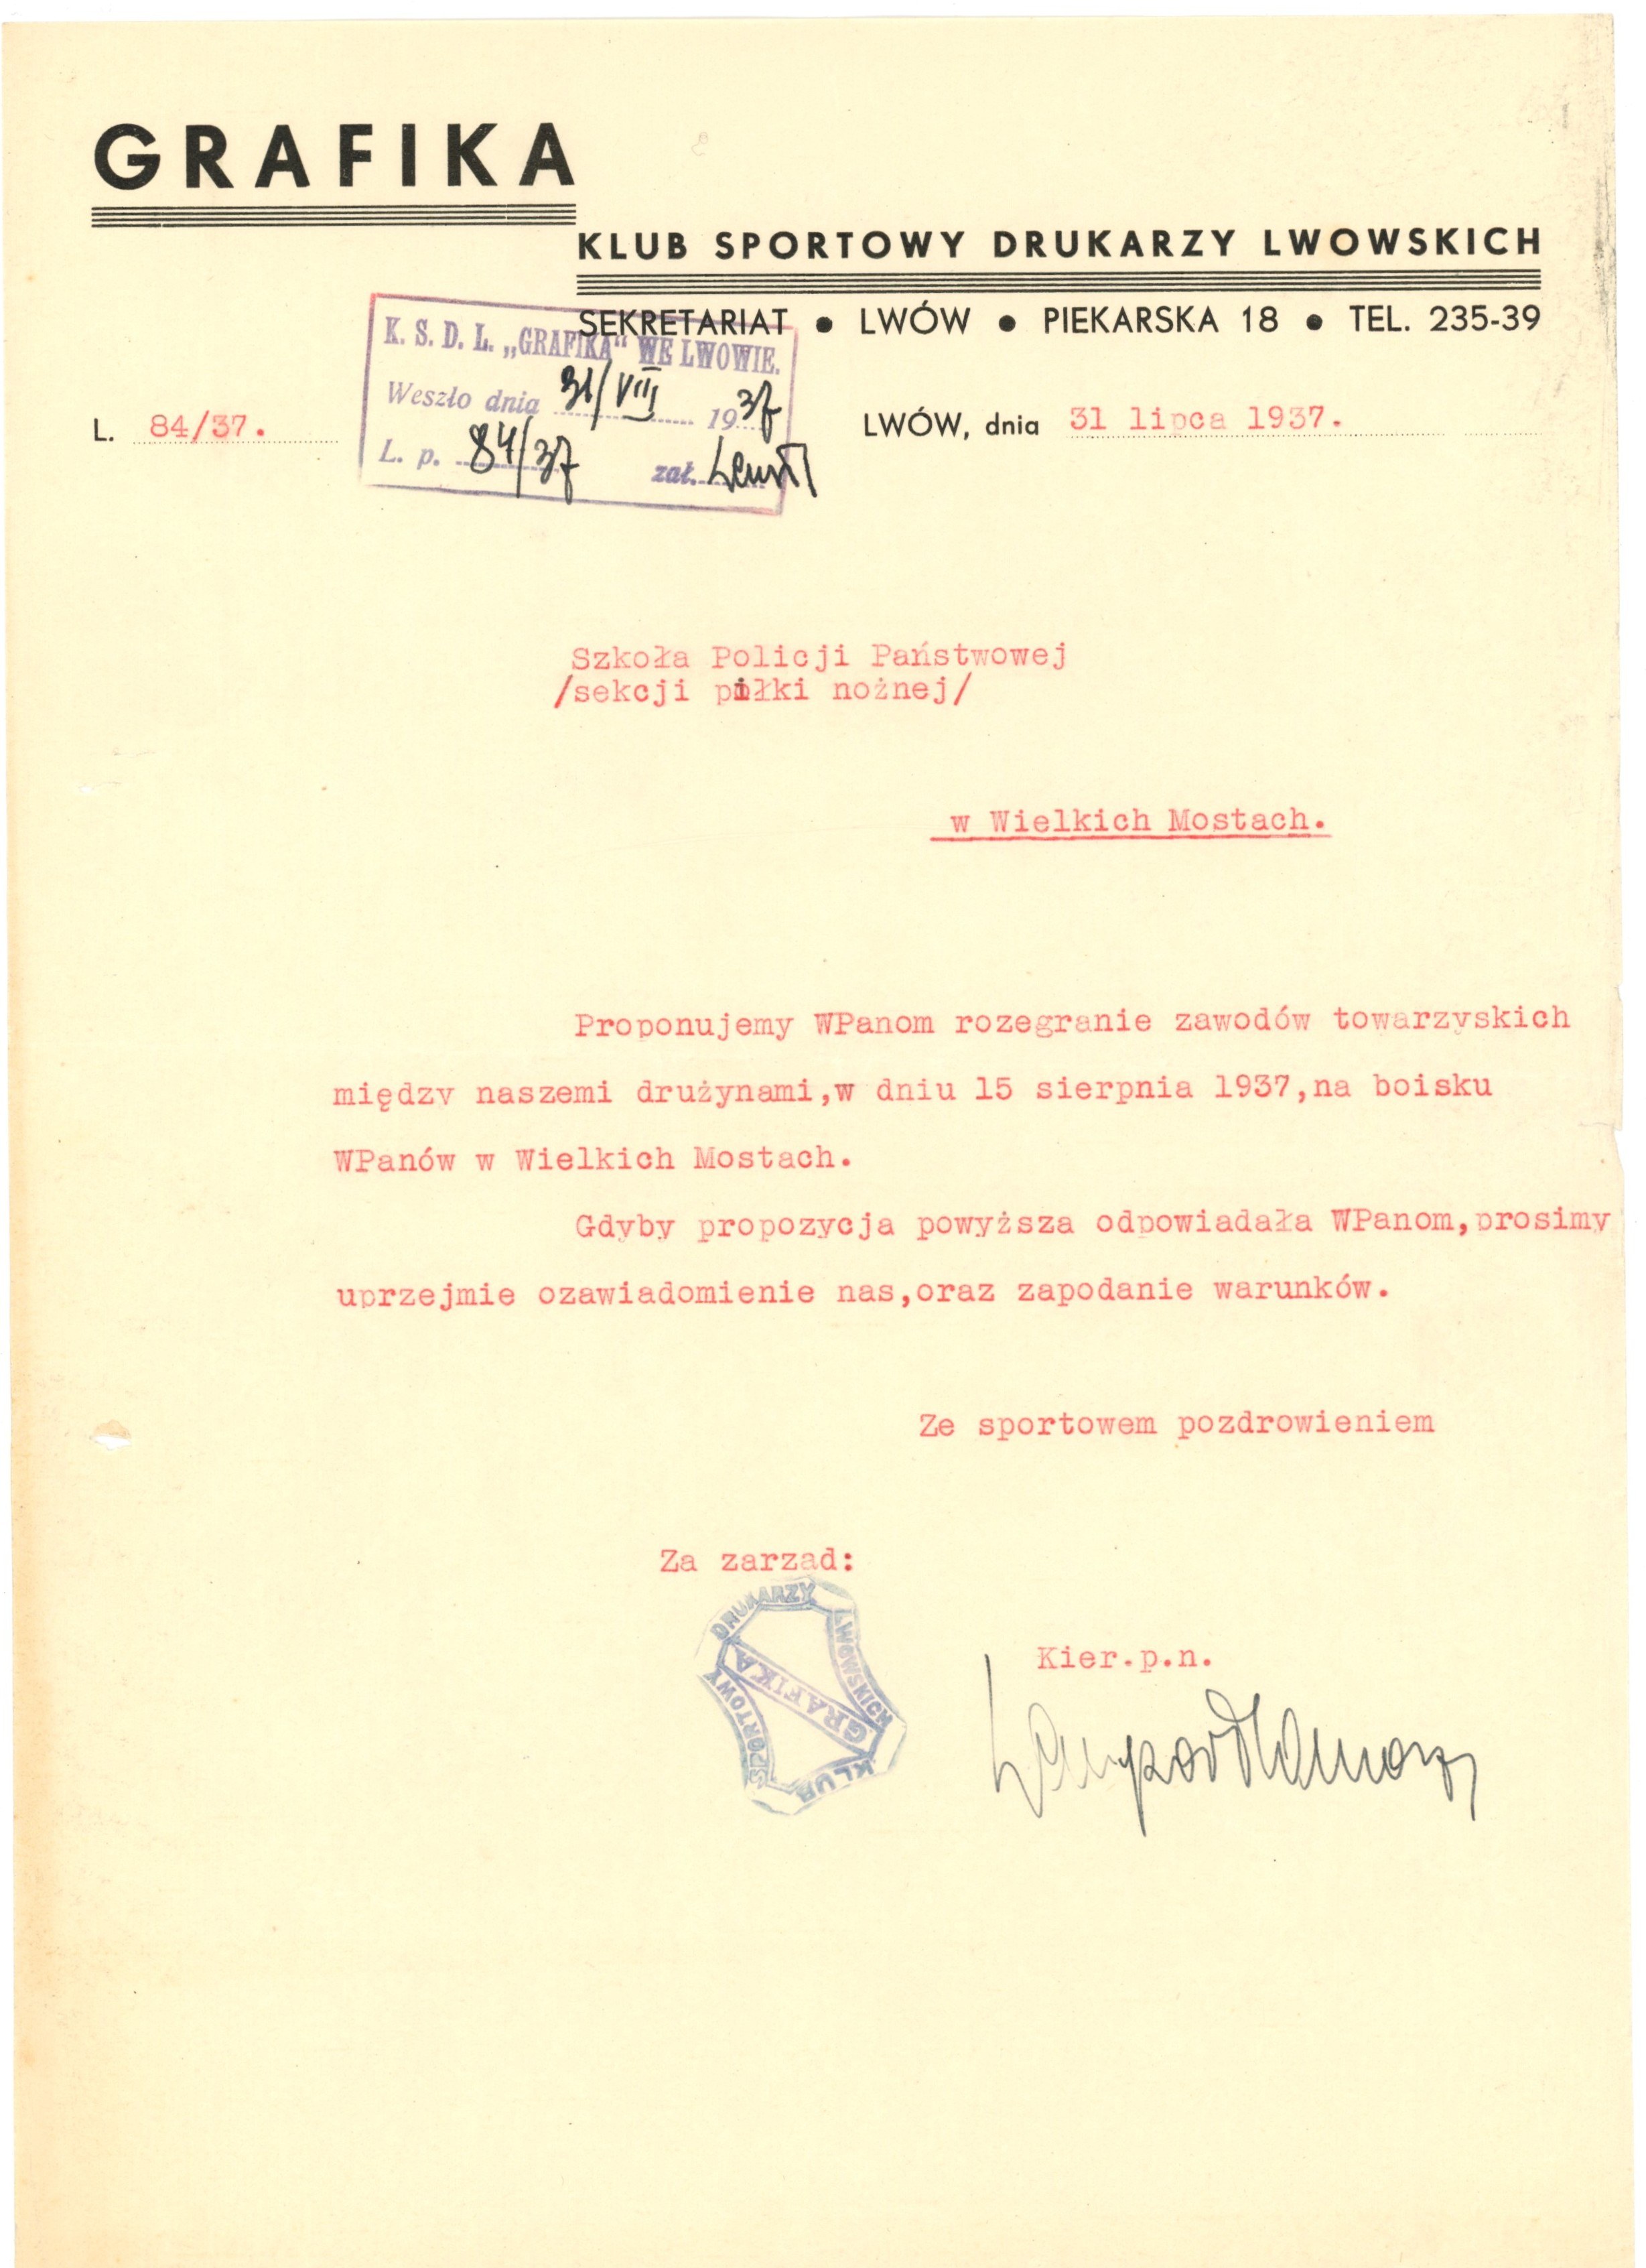 GRAFIKA
KLUB SPORTOWY DRUKARZY LWOWSKICH
SEKRETARIAT • LWÓW • PIEKARSKA 18 • TEL. 235-39
K. S. D. L. „GRAFIKA" WE LWOWIE.
Weszło dnia 31/VIII 1937
L. p. 84/37 zał.
L. 84/37.
LWÓW, dnia 31 lipca 1937.
Szkoła Policji Państwowej
/sekcji piłki nożnej/
w Wielkich Mostach.
Proponujemy WPanom rozegranie zawodów towarzyskich
między naszemi drużynami,w dniu 15 sierpnia 1937,na boisku
WPanów w Wielkich Mostach.
Gdyby propozycja powyższa odpowiadała WPanom,prosimy
uprzejmie ozawiadomienie nas,oraz zapodanie warunków.
Ze sportowem pozdrowieniem
Za zarzad:
KLUB SPORTOWY DRUKARZY LWOWSKICH
GRAFIKA
Kier.p.n.